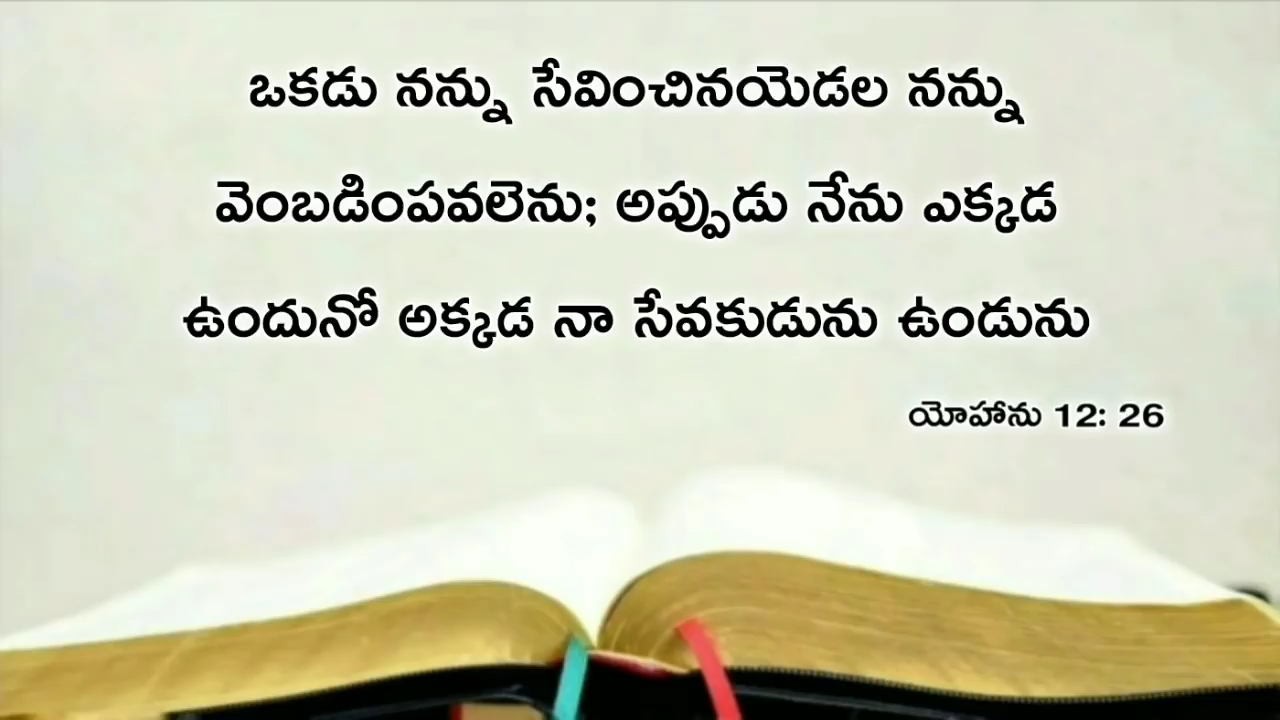 ఒకడు నన్ను సేవించినయెడల నన్ను
వెంబడింపవలెను; అప్పుడు నేను ఎక్కడ
ఉందునో అక్కడ నా సేవకుడును ఉండును
యోహాను 12: 26